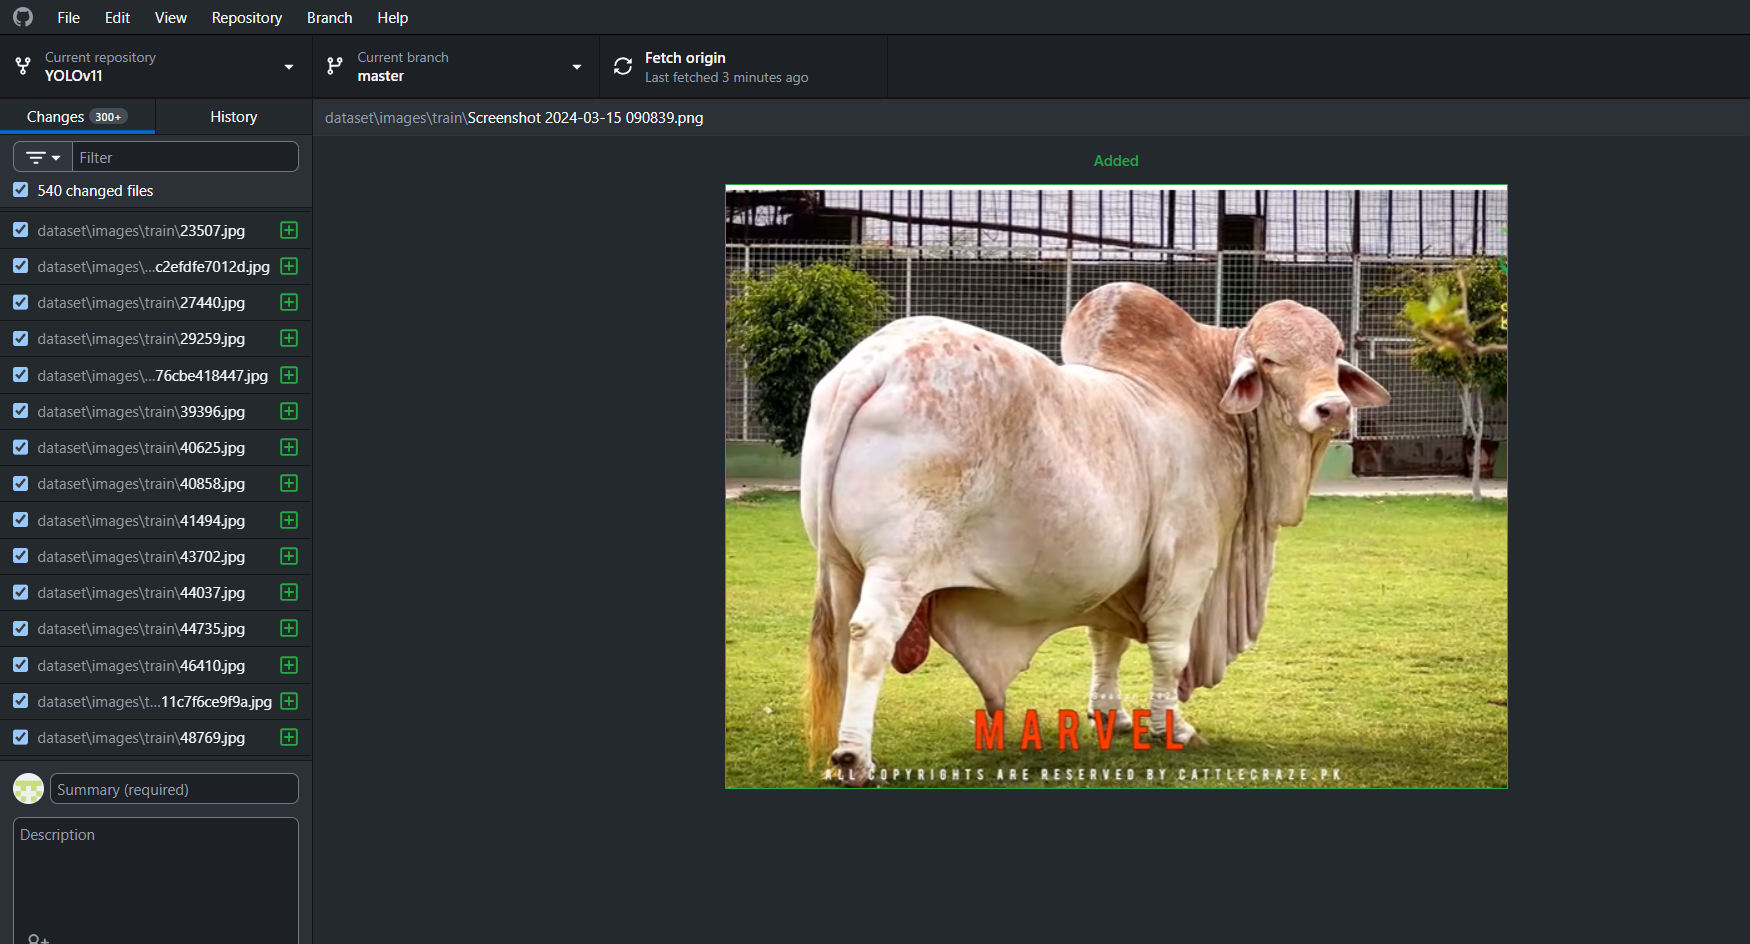 File Edit View Repository Branch Help
Current repository
YOLOv11
Current branch
master
Fetch origin
Last fetched 3 minutes ago
Changes 300+
History
dataset\images\train\Screenshot 2024-03-15 090839.png
Filter
540 changed files
Added
dataset\images\train\23507.jpg
dataset\images\...c2efdfe7012d.jpg
dataset\images\train\27440.jpg
dataset\images\train\29259.jpg
dataset\images\...76cbe418447.jpg
dataset\images\train\39396.jpg
dataset\images\train\40625.jpg
dataset\images\train\40858.jpg
dataset\images\train\41494.jpg
dataset\images\train\43702.jpg
dataset\images\train\44037.jpg
dataset\images\train\44735.jpg
dataset\images\train\46410.jpg
dataset\images\t...11c7f6ce9f9a.jpg
dataset\images\train\48769.jpg
Summary (required)
Description
MARVEL
ALL COPYRIGHTS ARE RESERVED BY CATTLECRAZE.PK